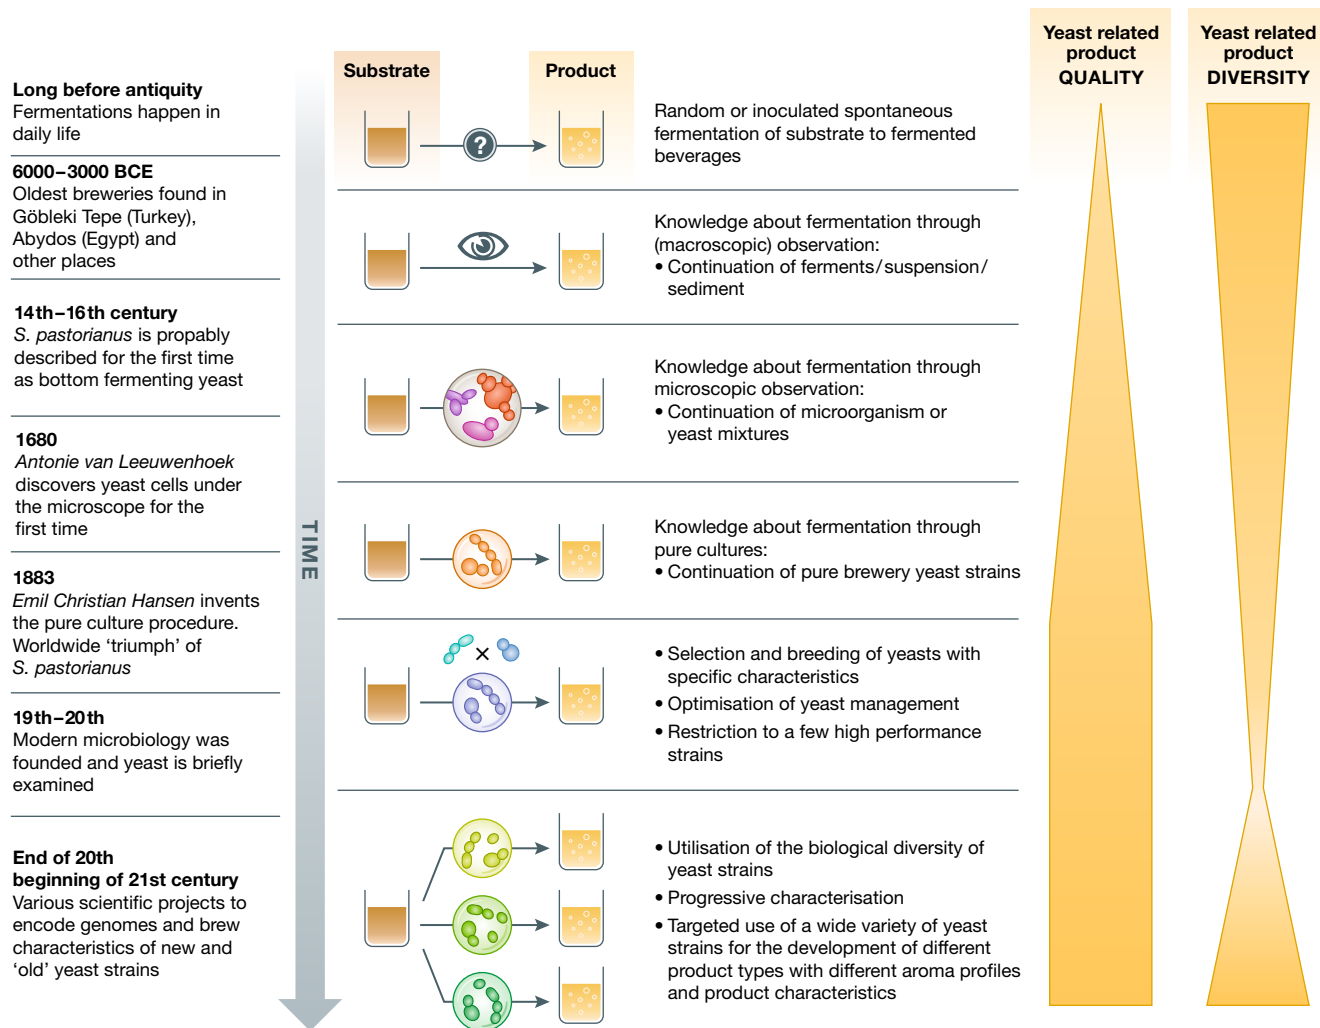 Long before antiquity
Fermentations happen in
daily life
6000–3000 BCE
Oldest breweries found in
Göbleki Tepe (Turkey),
Abydos (Egypt) and
other places
14th–16th century
S. pastorianus is propably
described for the first time
as bottom fermenting yeast
1680
Antonie van Leeuwenhoek
discovers yeast cells under
the microscope for the
first time
1883
Emil Christian Hansen invents
the pure culture procedure.
Worldwide ‘triumph’ of
S. pastorianus
19th–20th
Modern microbiology was
founded and yeast is briefly
examined
End of 20th
beginning of 21st century
Various scientific projects to
encode genomes and brew
characteristics of new and
‘old’ yeast strains
TIME
Substrate
Product
?
Random or inoculated spontaneous
fermentation of substrate to fermented
beverages
Knowledge about fermentation through
(macroscopic) observation:
• Continuation of ferments/suspension/
sediment
Knowledge about fermentation through
microscopic observation:
• Continuation of microorganism or
yeast mixtures
Knowledge about fermentation through
pure cultures:
• Continuation of pure brewery yeast strains
×
• Selection and breeding of yeasts with
specific characteristics
• Optimisation of yeast management
• Restriction to a few high performance
strains
• Utilisation of the biological diversity of
yeast strains
• Progressive characterisation
• Targeted use of a wide variety of yeast
strains for the development of different
product types with different aroma profiles
and product characteristics
Yeast related
product
QUALITY
Yeast related
product
DIVERSITY